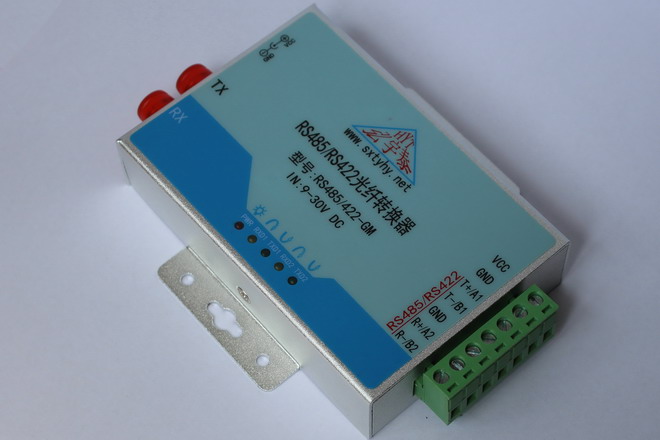 TX
RX
www.sxtyhy.net
RS485/RS422光纤转换器
型号:RS485/422-GM
IN:9-30V DC
VCC
GND
T+/A1
T-/B1
GND
R+/A2
R-/B2
RS485/RS422